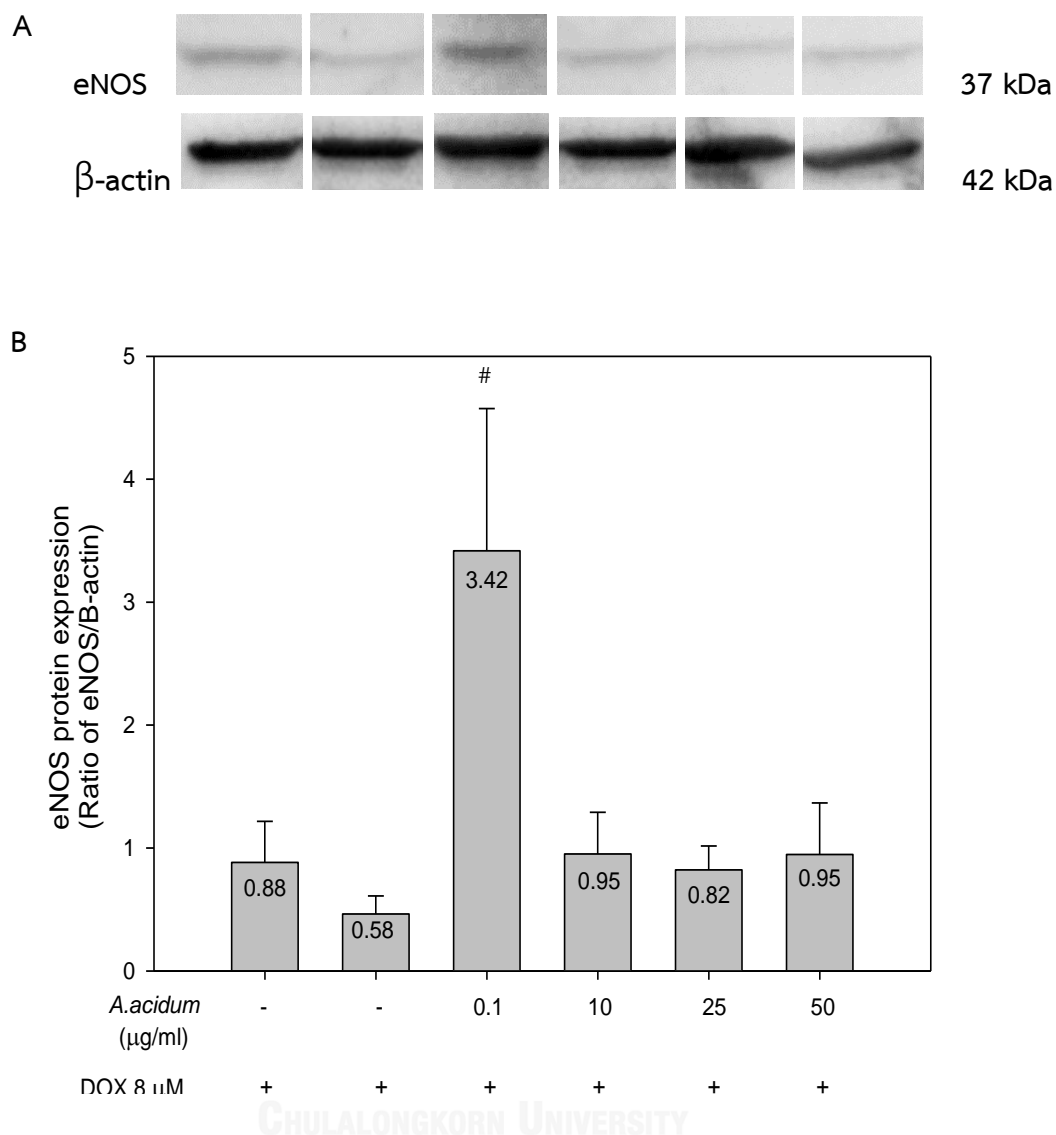 A
eNOS 37 kDa
β-actin 42 kDa
B
#
5
4
3
2
1
0
eNOS protein expression
(Ratio of eNOS/B-actin)
0.88 0.58 3.42 0.95 0.82 0.95
A.acidum - - 0.1 10 25 50
(μg/ml)
DOX 8 μM + + + + + +
CHULALONGKORN UNIVERSITY